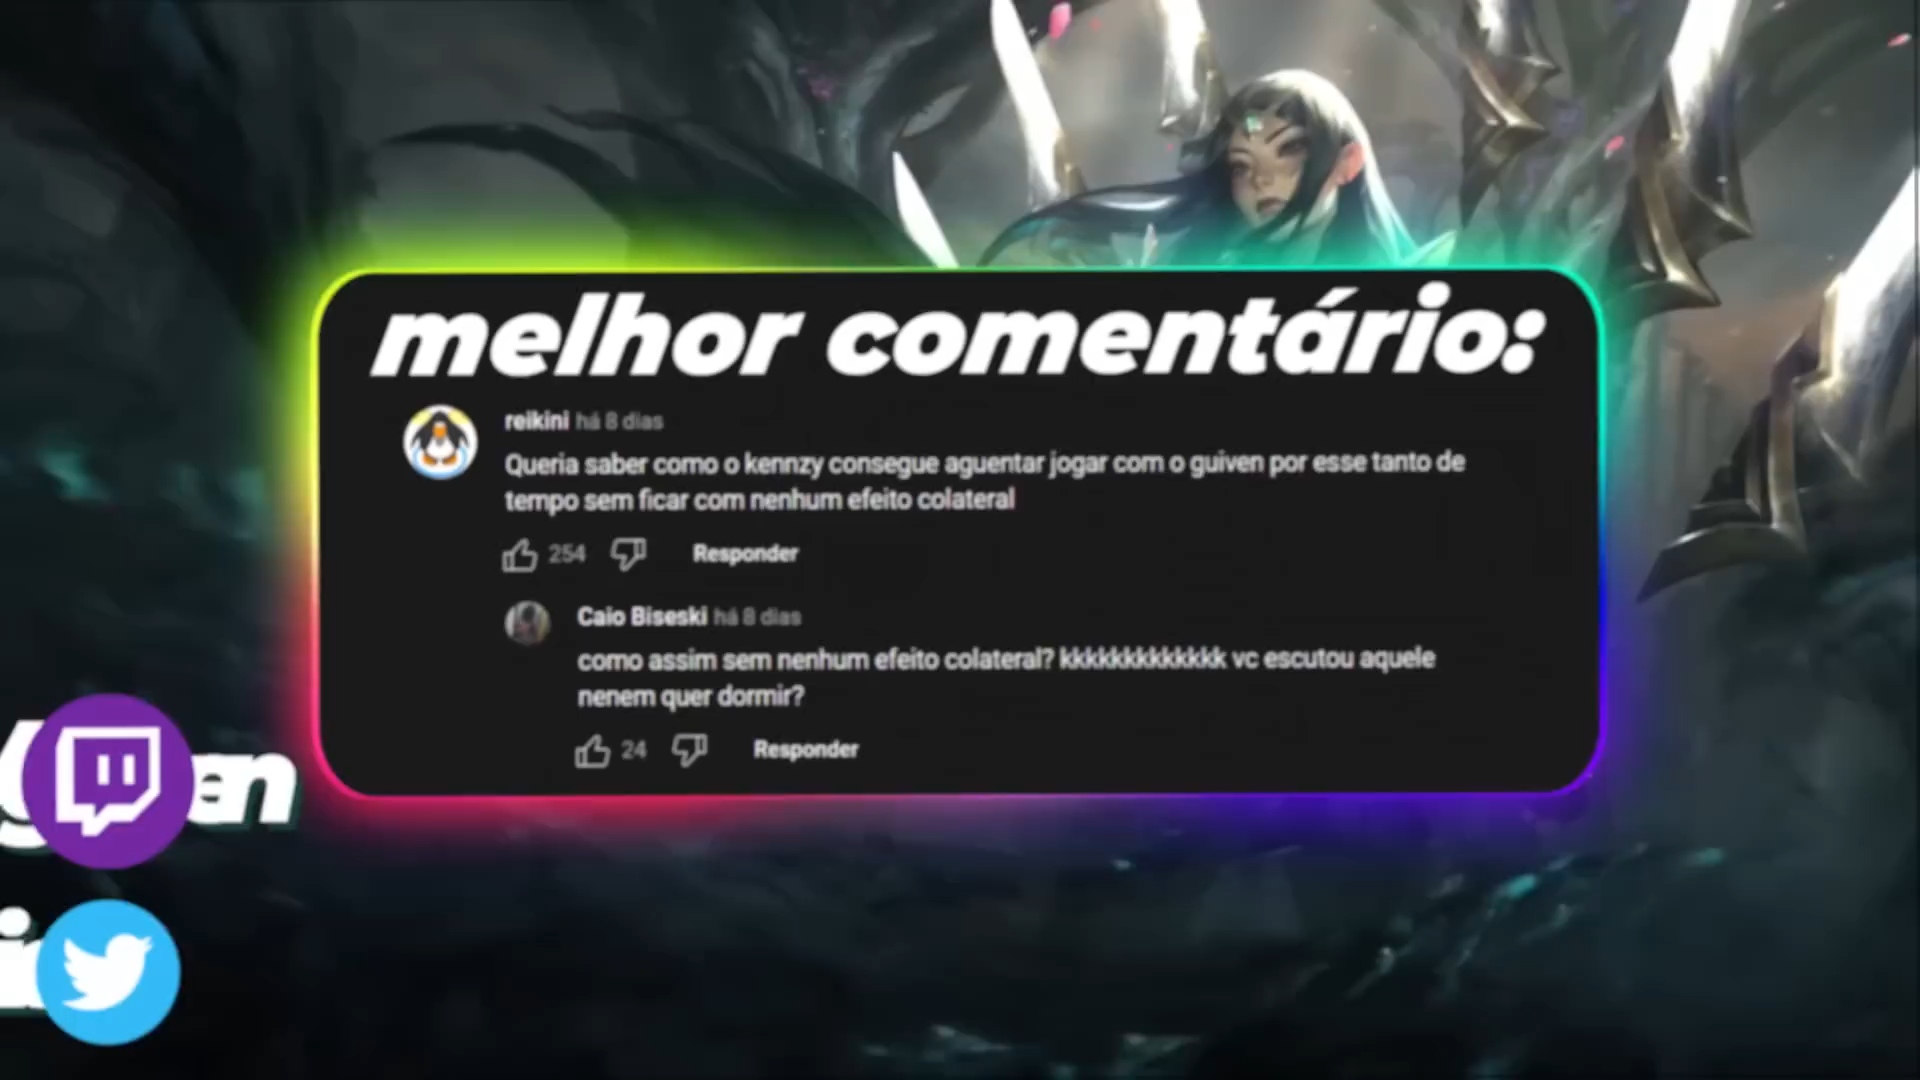 melhor comentário:
reikini há 8 dias
Queria saber como o kennzy consegue aguentar jogar com o guiven por esse tanto de
tempo sem ficar com nenhum efeito colateral
254 Responder
Caio Biseski há 8 dias
como assim sem nenhum efeito colateral? kkkkkkkkkkkkk vc escutou aquele
nenem quer dormir?
24 Responder
en